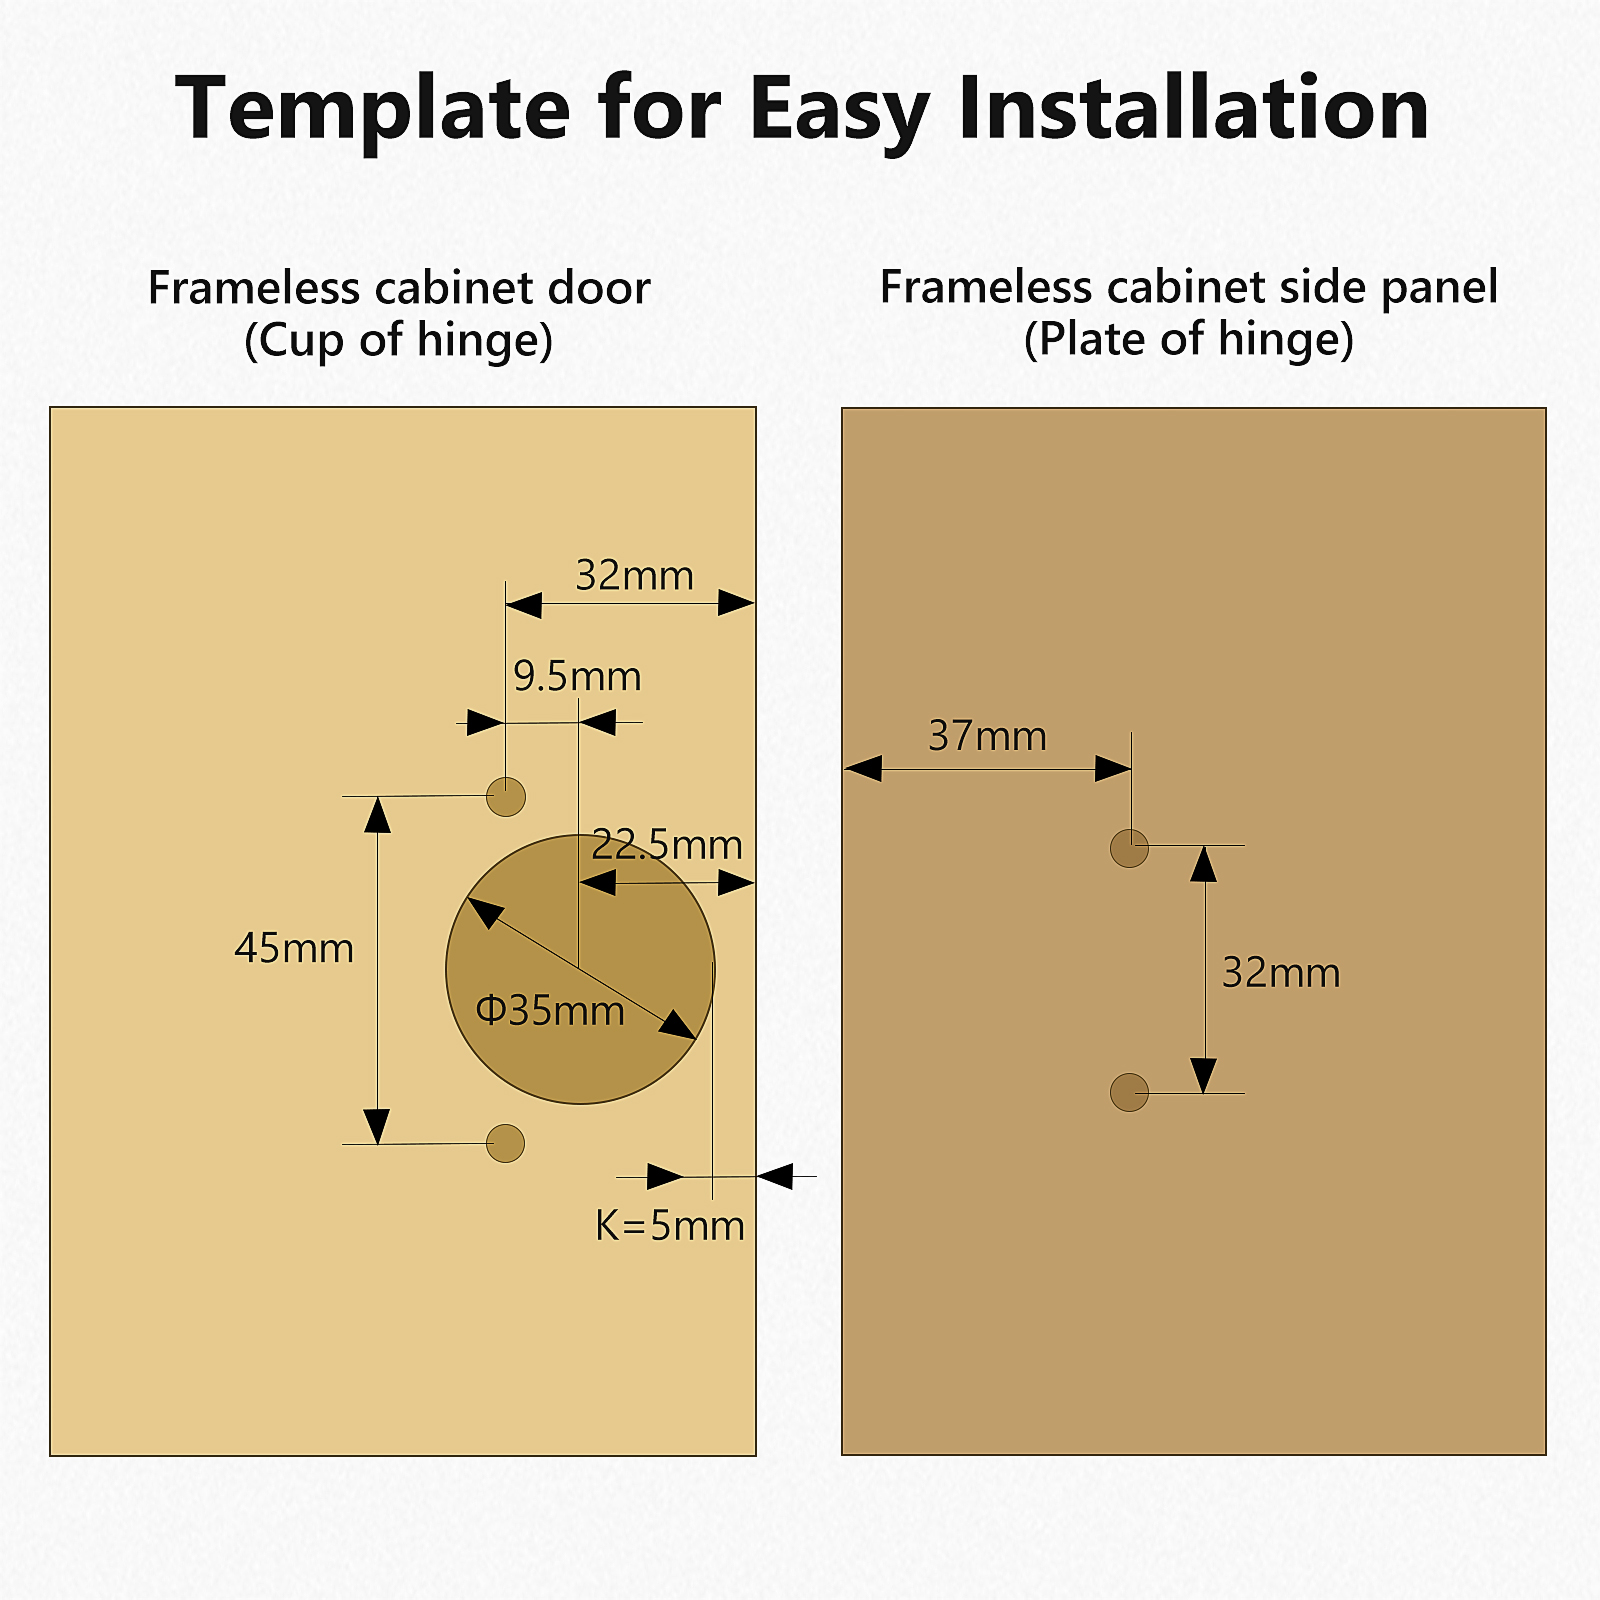 Template for Easy Installation
Frameless cabinet door
(Cup of hinge)
Frameless cabinet side panel
(Plate of hinge)
32mm
9.5mm
22.5mm
45mm
Φ35mm
K=5mm
37mm
32mm